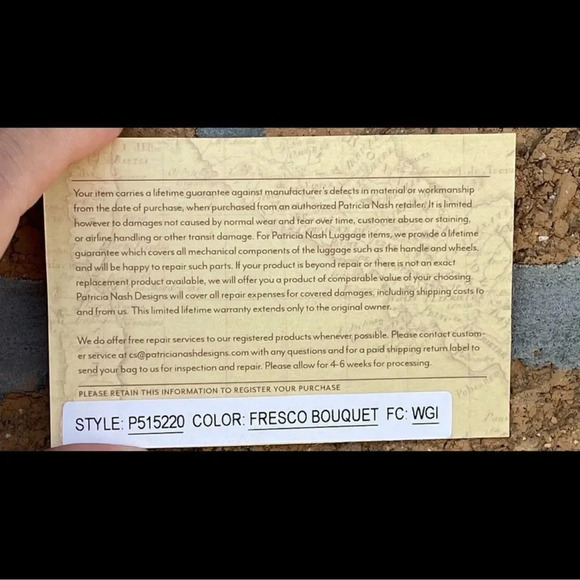 Your item carries a lifetime guarantee against manufacturer's defects in material or workmanship
from the date of purchase, when purchased from an authorized Patricia Nash retailer. It is limited
however to damages not caused by normal wear and tear over time, customer abuse or staining,
or airline handling or other transit damage. For Patricia Nash Luggage items, we provide a lifetime
guarantee which covers all mechanical components of the luggage such as the handle and wheels,
and will be happy to repair such parts. If your product is beyond repair or there is not an exact
replacement product available, we will offer you a product of comparable value of your choosing.
Patricia Nash Designs will cover all repair expenses for covered damages, including shipping costs to
and from us. This limited lifetime warranty extends only to the original owner.
We do offer free repair services to our registered products whenever possible. Please contact custom-
er service at cs@patricianashdesigns.com with any questions and for a paid shipping return label to
send your bag to us for inspection and repair. Please allow for 4-6 weeks for processing.
PLEASE RETAIN THIS INFORMATION TO REGISTER YOUR PURCHASE
STYLE: P515220 COLOR: FRESCO BOUQUET FC: WGI